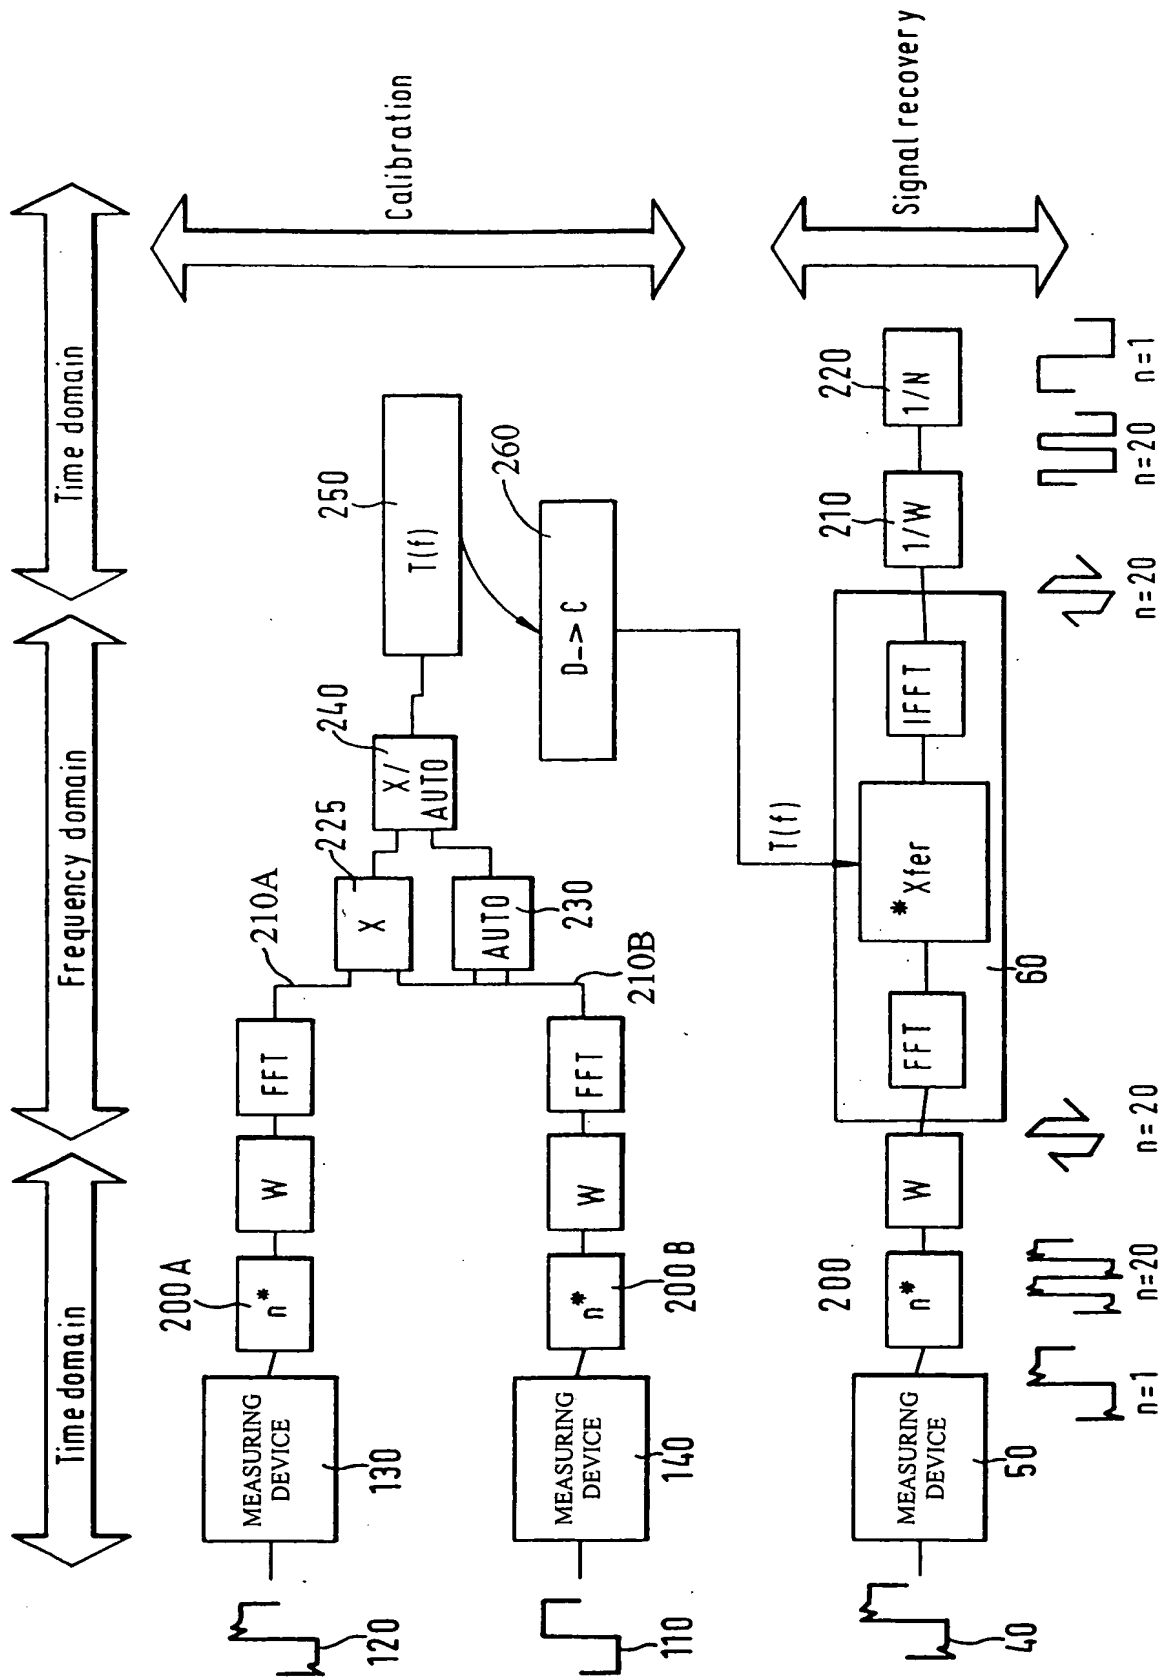 Time domain
Frequency domain
Time domain
Calibration
Signal recovery
120
MEASURING
DEVICE
130
200A
n*
W
FFT
210A
X
225
AUTO
230
X/
AUTO
240
T(f)
250
D->C
260
110
MEASURING
DEVICE
140
n*
200B
W
FFT
210B
T(f)
40
MEASURING
DEVICE
50
200
n*
W
FFT
*Xfer
IFFT
60
1/W
210
1/N
220
n=1
n=20
n=20
n=20
n=20
n=1